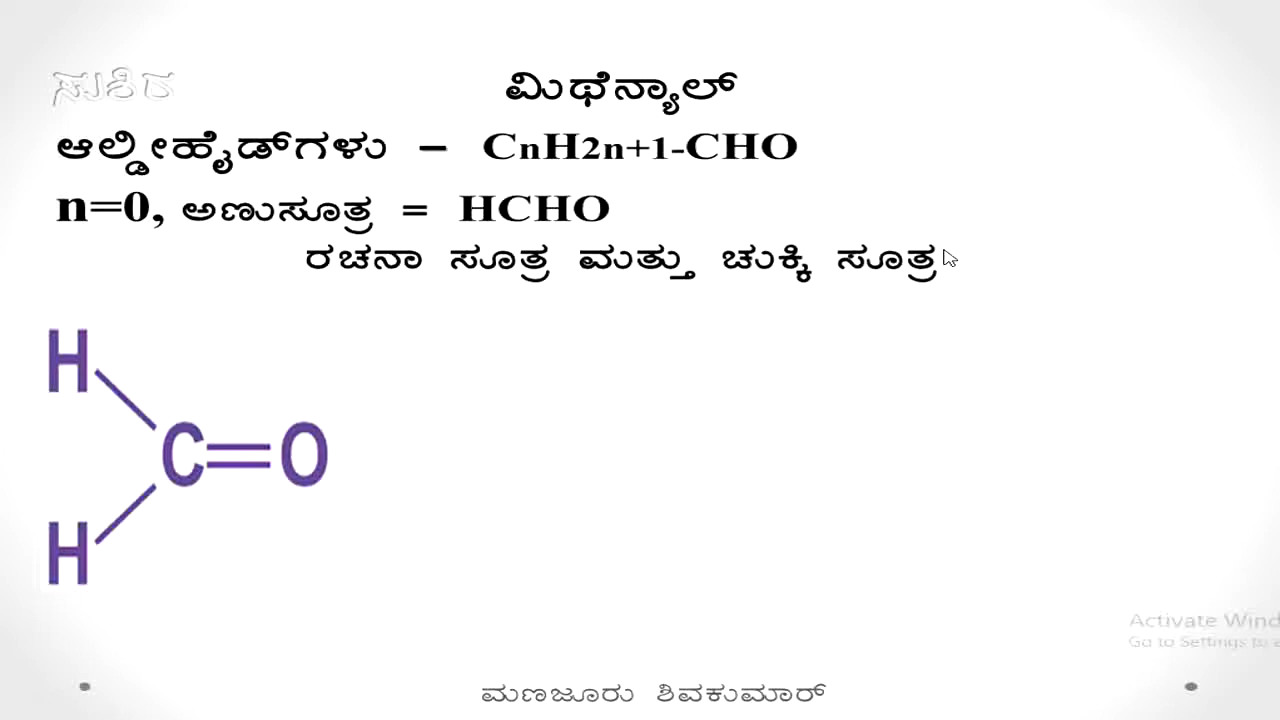 ಸುಶಿರ
ಮಿಥೆನ್ಯಾಲ್
ಆಲ್ಡೀಹೈಡ್‌ಗಳು – CnH2n+1-CHO
n=0, ಅಣುಸೂತ್ರ = HCHO
ರಚನಾ ಸೂತ್ರ ಮತ್ತು ಚುಕ್ಕಿ ಸೂತ್ರ
H
C=O
H
Activate Wind
Go to Settings to a
ಮಣಜೂರು ಶಿವಕುಮಾರ್